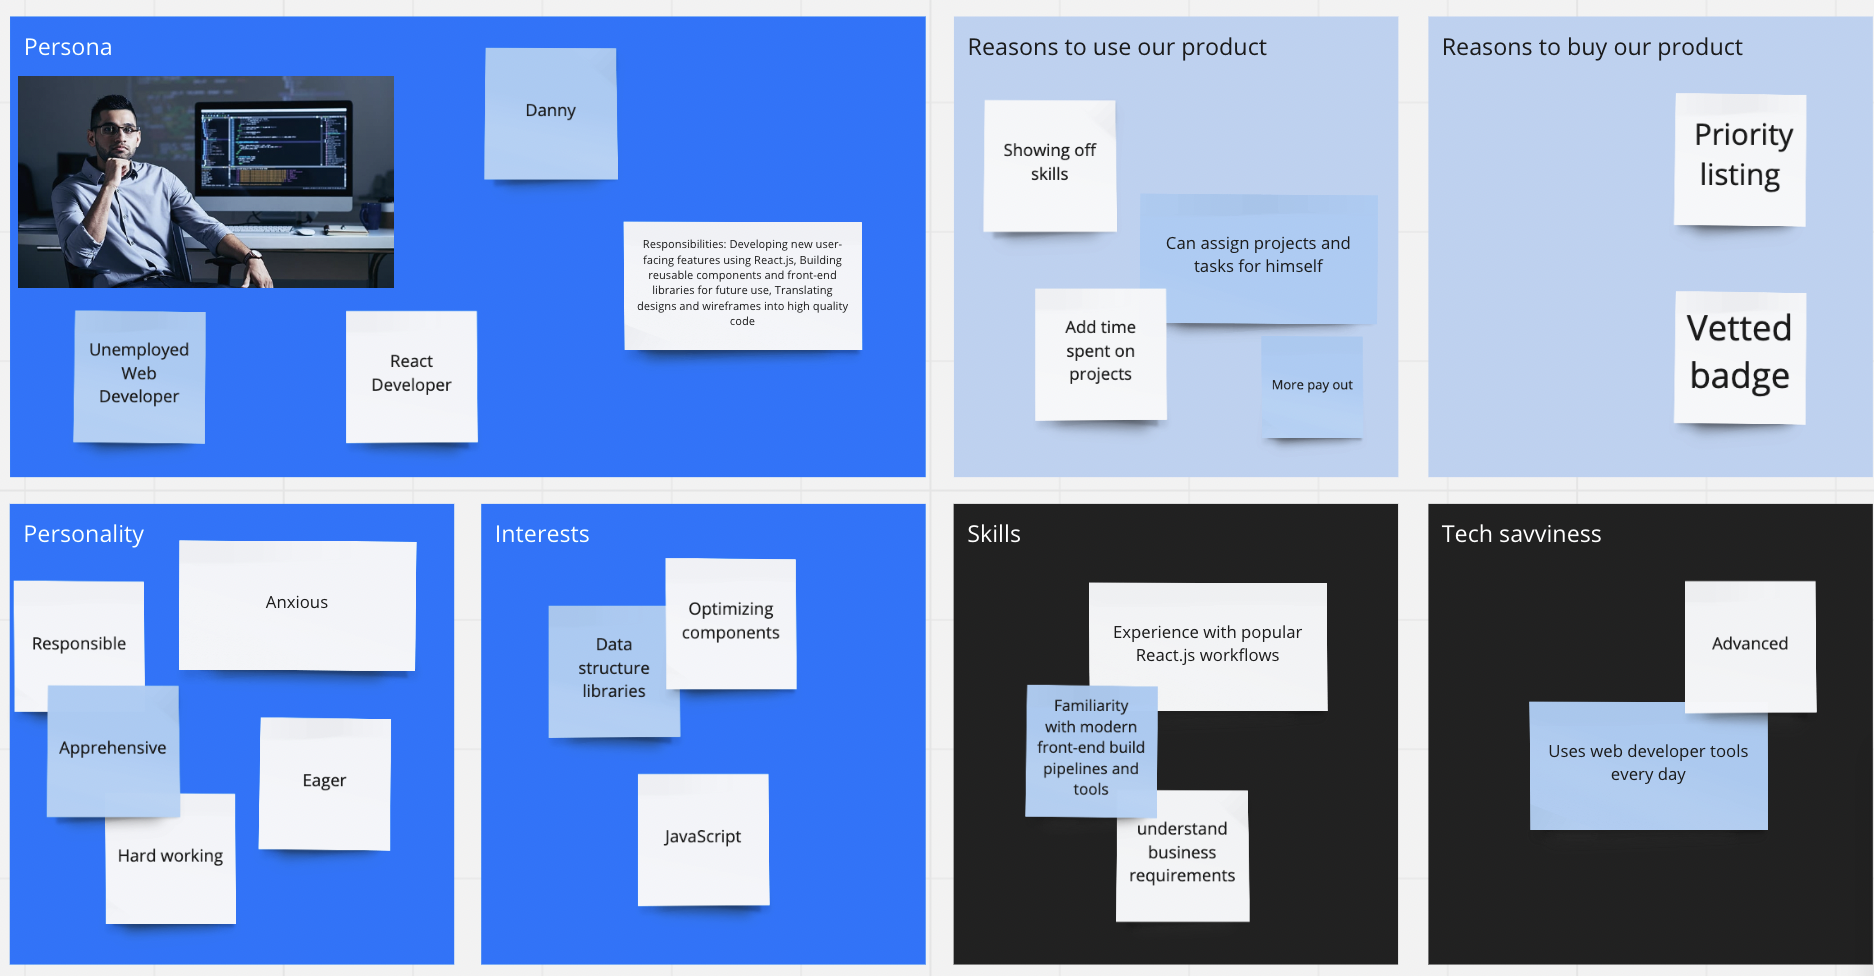 Persona
Danny
Responsibilities: Developing new user-
facing features using React.js, Building
reusable components and front-end
libraries for future use, Translating
designs and wireframes into high quality
code
Unemployed
Web
Developer
React
Developer
Reasons to use our product
Showing off
skills
Can assign projects and
tasks for himself
Add time
spent on
projects
More pay out
Reasons to buy our product
Priority
listing
Vetted
badge
Personality
Anxious
Responsible
Apprehensive
Eager
Hard working
Interests
Optimizing
components
Data
structure
libraries
JavaScript
Skills
Experience with popular
React.js workflows
Familiarity
with modern
front-end build
pipelines and
tools
understand
business
requirements
Tech savviness
Advanced
Uses web developer tools
every day